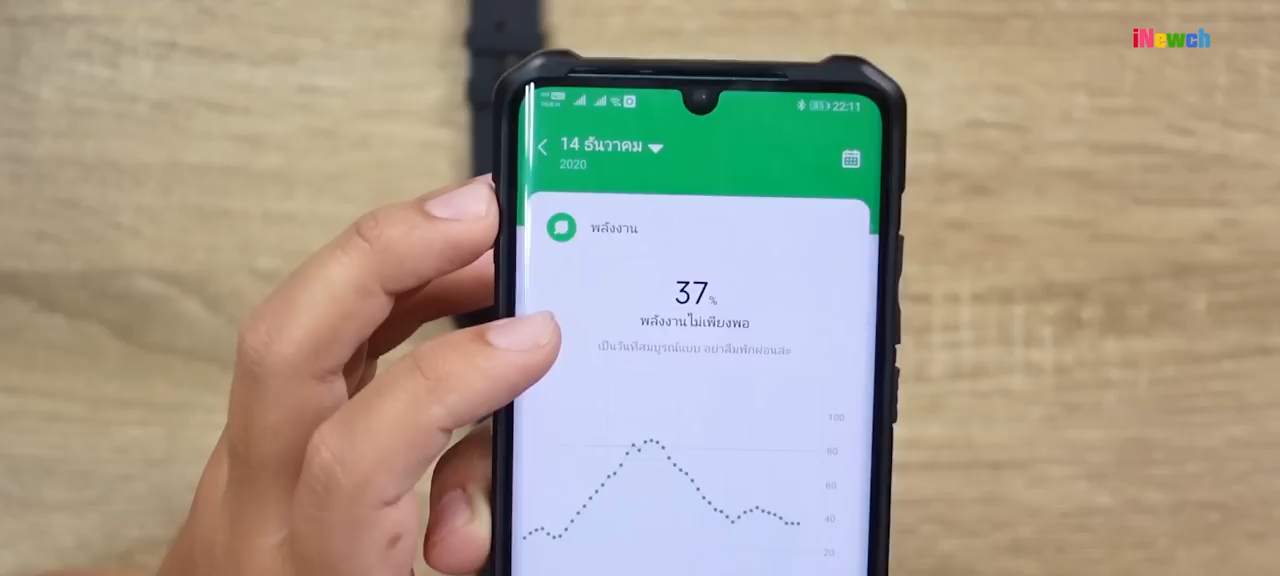 iNewch
22:11
14 ธันวาคม
2020
พลังงาน
37%
พลังงานไม่เพียงพอ
เป็นวันที่สมบูรณ์แบบ อย่าลืมพักผ่อนล่ะ
100
80
60
40
20